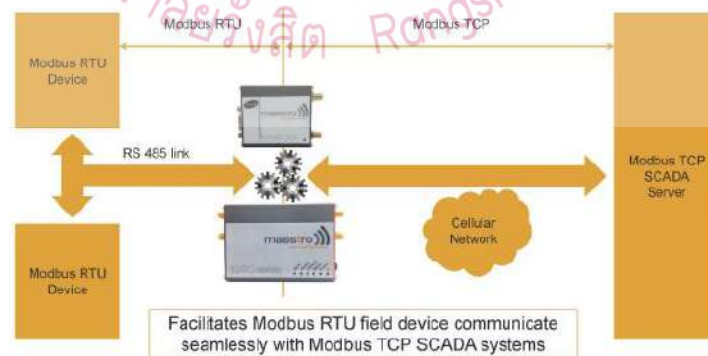 Modbus RTU
Modbus TCP
Modbus RTU
Device
RS 485 link
Modbus TCP
SCADA
Server
maestro
Cellular
Network
Modbus RTU
Device
Facilitates Modbus RTU field device communicate
seamlessly with Modbus TCP SCADA systems